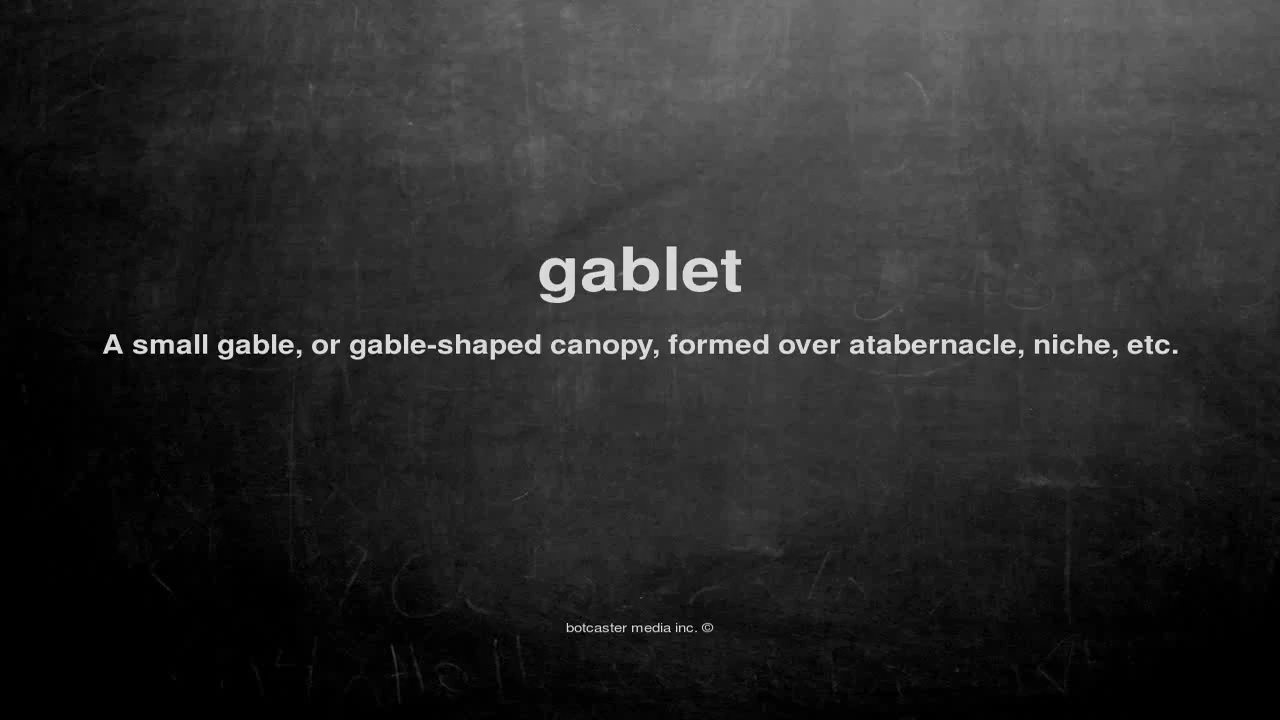 gablet
A small gable, or gable-shaped canopy, formed over atabernacle, niche, etc.
botcaster media inc. ©